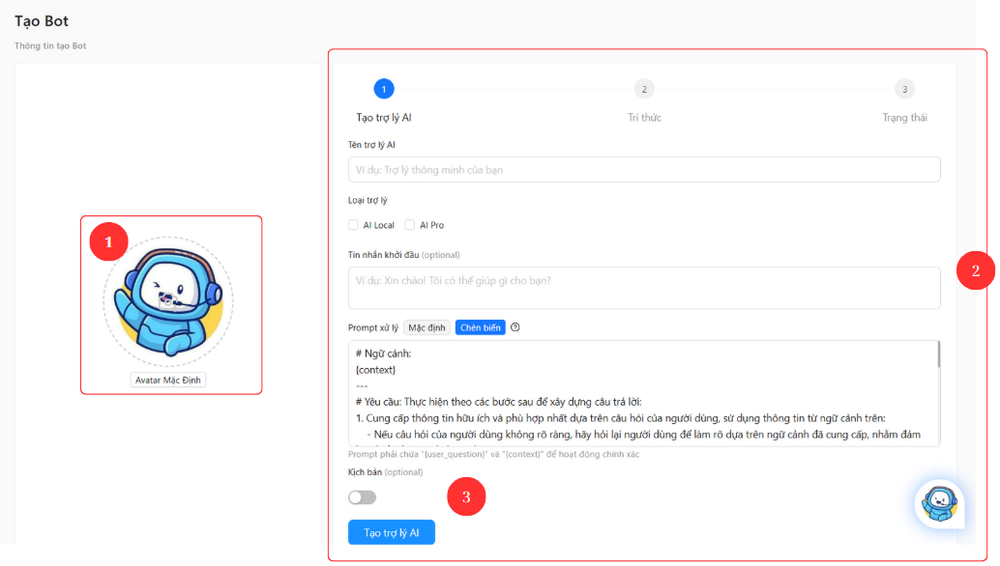 Tạo Bot
Thông tin tạo Bot
1
Avatar Mặc Định
1
2
3
Tạo trợ lý AI
Tri thức
Trạng thái
Tên trợ lý AI
Ví dụ: Trợ lý thông minh của bạn
Loại trợ lý
AI Local
AI Pro
Tin nhắn khởi đầu (optional)
Ví dụ: Xin chào! Tôi có thể giúp gì cho bạn?
2
Prompt xử lý Mặc định Chèn biến ?
# Ngữ cảnh:
{context}
---
# Yêu cầu: Thực hiện theo các bước sau để xây dựng câu trả lời:
1. Cung cấp thông tin hữu ích và phù hợp nhất dựa trên câu hỏi của người dùng, sử dụng thông tin từ ngữ cảnh trên:
- Nếu câu hỏi của người dùng không rõ ràng, hãy hỏi lại người dùng để làm rõ dựa trên ngữ cảnh đã cung cấp, nhằm đảm
Prompt phải chứa "{user_question}" và "{context}" để hoạt động chính xác
Kịch bản (optional)
3
Tạo trợ lý AI